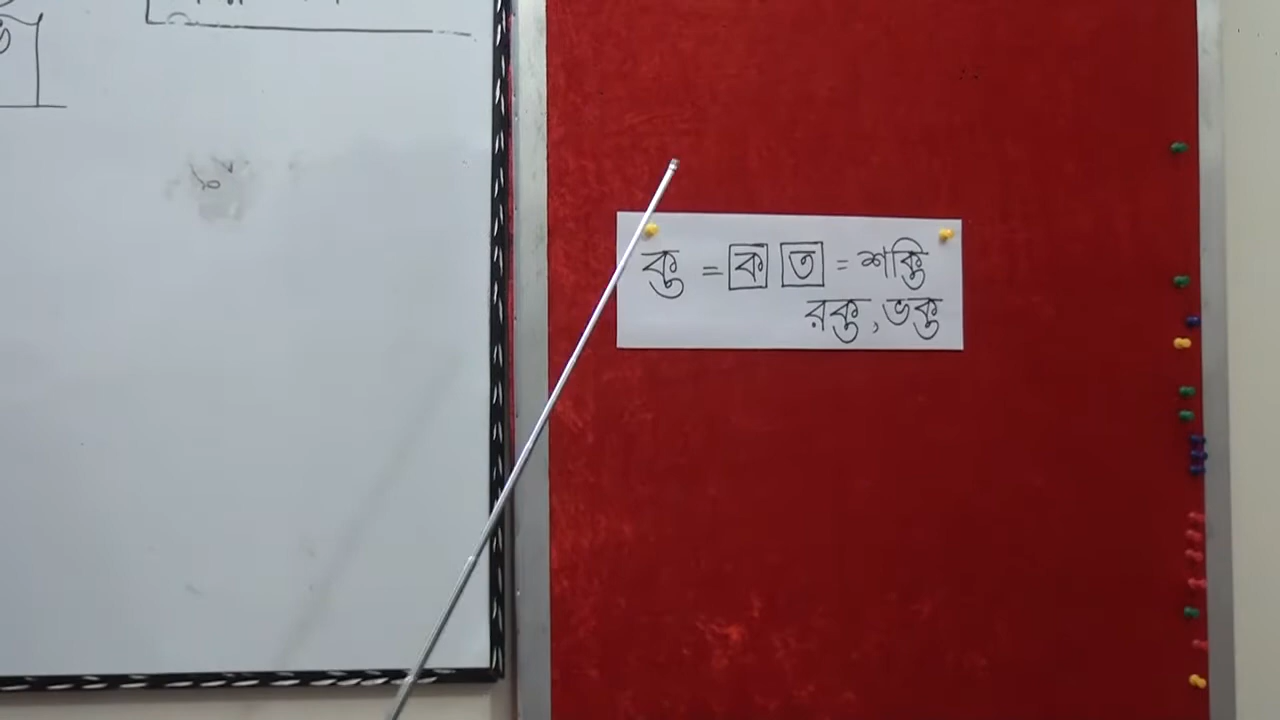 ক্ত = ক ত = শক্তি
রক্ত, ভক্ত